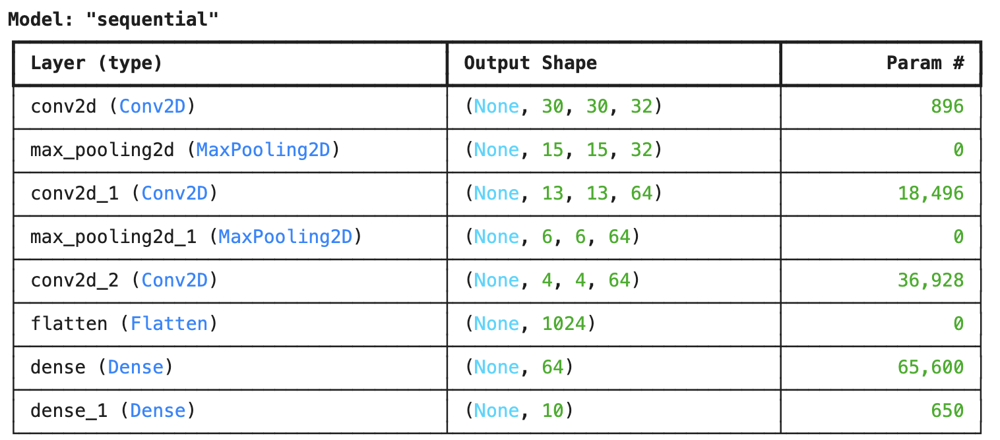 Model: "sequential"
Layer (type) Output Shape Param #
conv2d (Conv2D) (None, 30, 30, 32) 896
max_pooling2d (MaxPooling2D) (None, 15, 15, 32) 0
conv2d_1 (Conv2D) (None, 13, 13, 64) 18,496
max_pooling2d_1 (MaxPooling2D) (None, 6, 6, 64) 0
conv2d_2 (Conv2D) (None, 4, 4, 64) 36,928
flatten (Flatten) (None, 1024) 0
dense (Dense) (None, 64) 65,600
dense_1 (Dense) (None, 10) 650